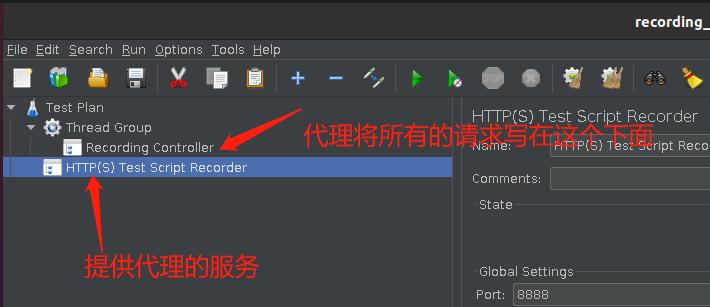 recording_
File Edit Search Run Options Tools Help
Test Plan
Thread Group
Recording Controller
HTTP(S) Test Script Recorder
HTTP(S) Test Script Recorder
Name: HTTP(S) Test Script Reco
Comments:
State
Global Settings
Port: 8888
代理将所有的请求写在这个下面
提供代理的服务